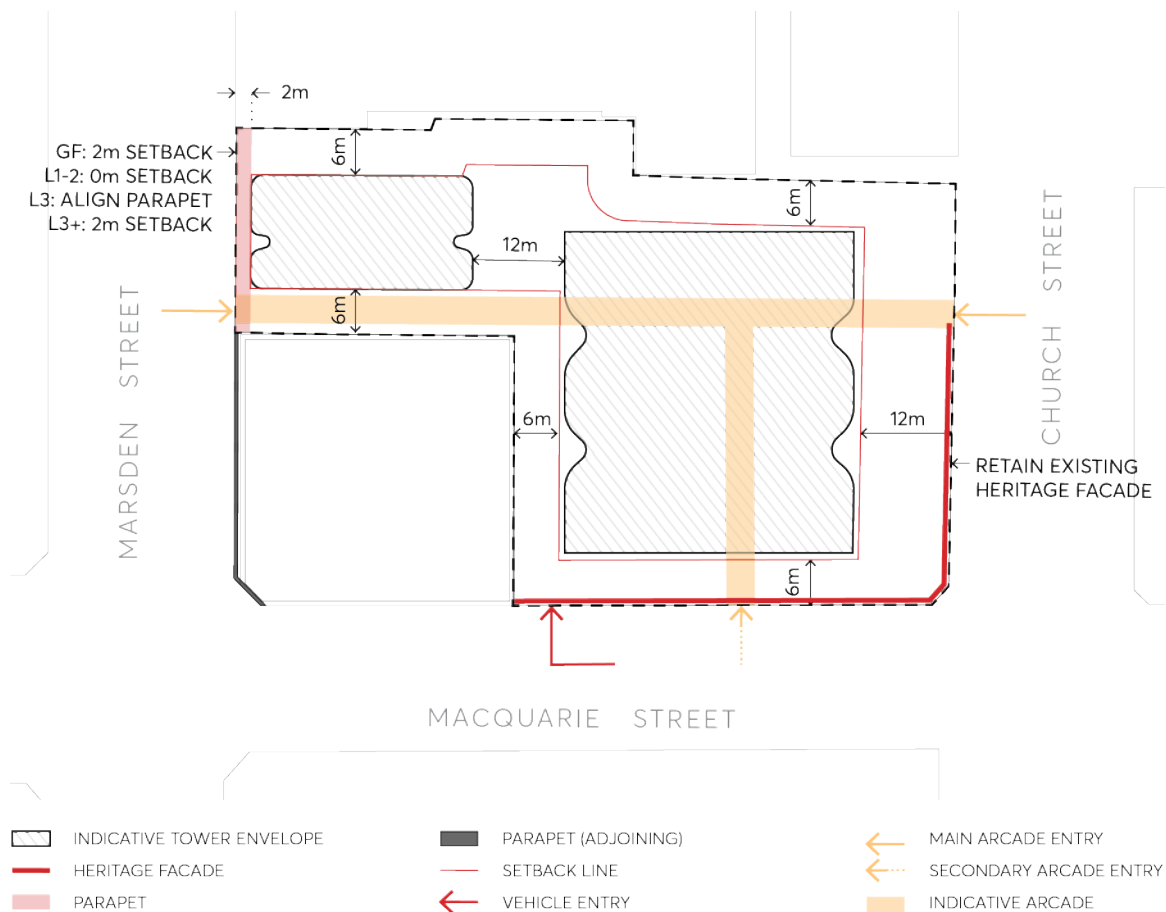 2m
GF: 2m SETBACK
L1-2: 0m SETBACK
L3: ALIGN PARAPET
L3+: 2m SETBACK
6m
6m
12m
6m
6m
12m
6m
MARSDEN STREET
CHURCH STREET
RETAIN EXISTING
HERITAGE FACADE
MACQUARIE STREET
INDICATIVE TOWER ENVELOPE
HERITAGE FACADE
PARAPET
PARAPET (ADJOINING)
SETBACK LINE
VEHICLE ENTRY
MAIN ARCADE ENTRY
SECONDARY ARCADE ENTRY
INDICATIVE ARCADE